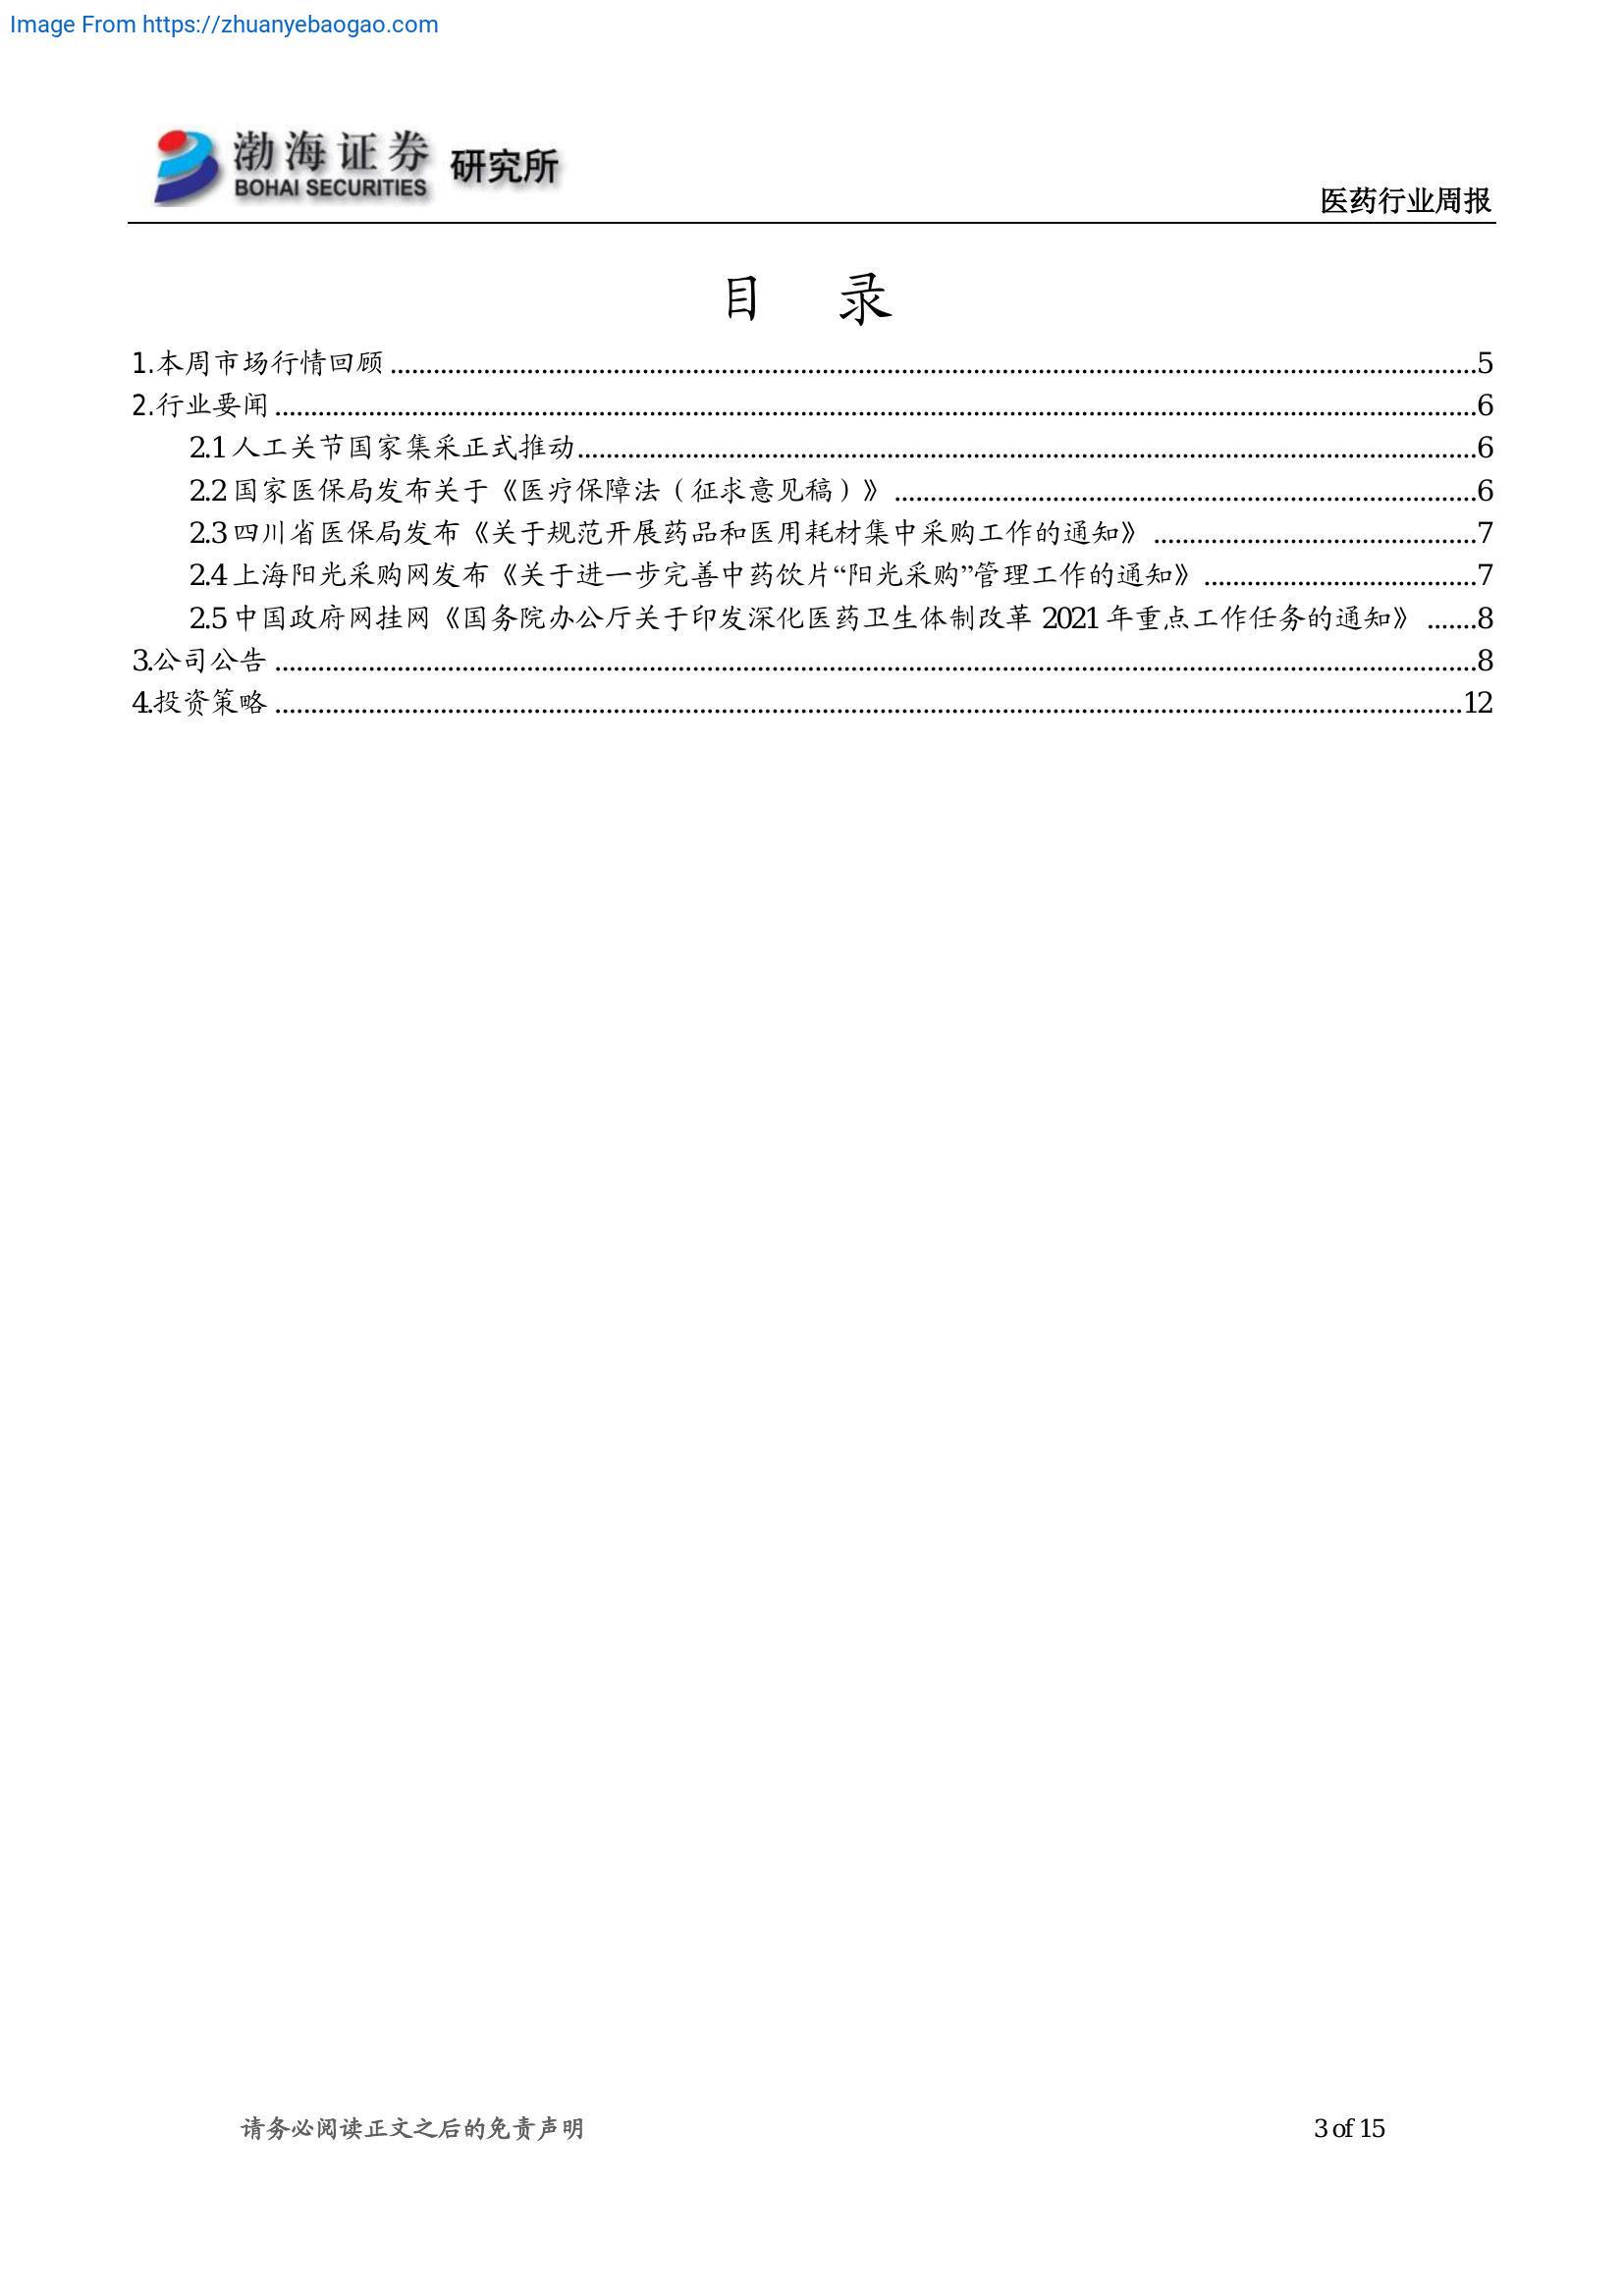 Image From https://zhuanyebaogao.com
渤海证券 研究所
BOHAI SECURITIES
医药行业周报
目 录
1.本周市场行情回顾 ........ 5
2.行业要闻 ........ 6
2.1 人工关节国家集采正式推动 ........ 6
2.2 国家医保局发布关于《医疗保障法（征求意见稿）》 ........ 6
2.3 四川省医保局发布《关于规范开展药品和医用耗材集中采购工作的通知》 ........ 7
2.4 上海阳光采购网发布《关于进一步完善中药饮片“阳光采购”管理工作的通知》 ........ 7
2.5 中国政府网挂网《国务院办公厅关于印发深化医药卫生体制改革 2021 年重点工作任务的通知》 ....... 8
3.公司公告 ........ 8
4.投资策略 ........ 12
请务必阅读正文之后的免责声明 3 of 15